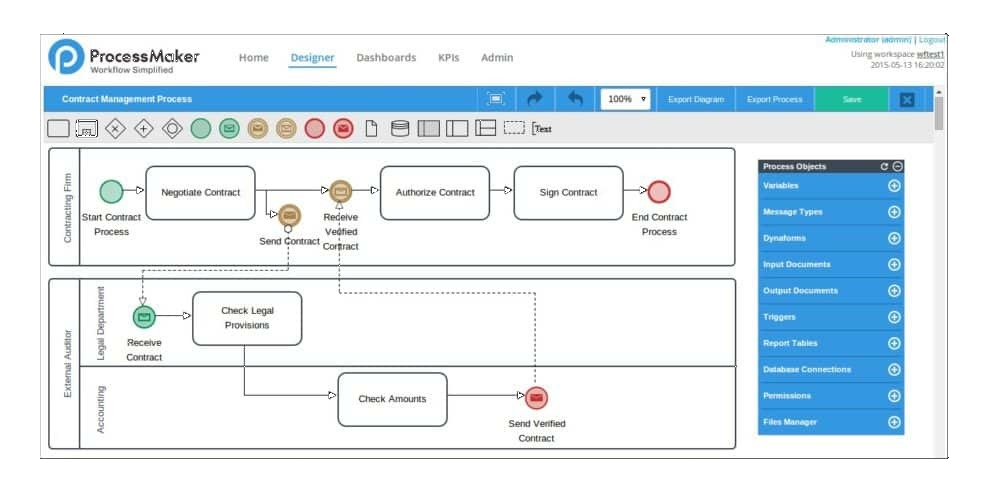 Administrator (admin) | Logout
ProcessMaker
Workflow Simplified
Home Designer Dashboards KPIs Admin
Using workspace wftest1
2015-05-13 16:20:02
Contract Management Process
100%
Export Diagram
Export Process
Save
Text
Contracting Firm
Start Contract
Process
Negotiate Contract
Send Contract
Receive
Verified
Contract
Authorize Contract
Sign Contract
End Contract
Process
External Auditor
Legal Department
Receive
Contract
Check Legal
Provisions
Accounting
Check Amounts
Send Verified
Contract
Process Objects
Variables
Message Types
Dynaforms
Input Documents
Output Documents
Triggers
Report Tables
Database Connections
Permissions
Files Manager